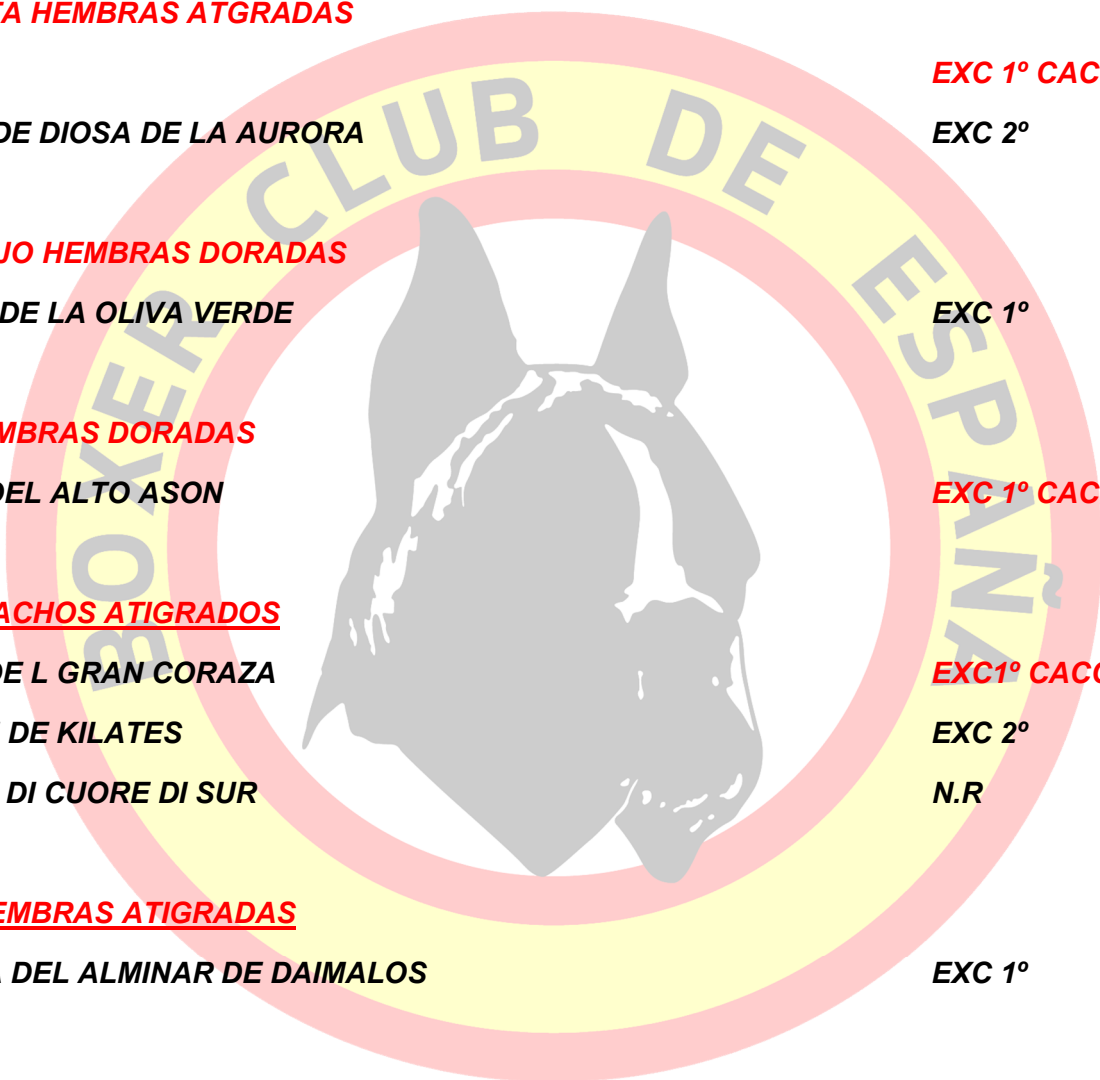 TA HEMBRAS ATGRADAS
EXC 1º CAC
DE DIOSA DE LA AURORA EXC 2º
JO HEMBRAS DORADAS
DE LA OLIVA VERDE EXC 1º
MBRAS DORADAS
DEL ALTO ASON EXC 1º CAC
ACHOS ATIGRADOS
DE L GRAN CORAZA EXC1º CAC
DE KILATES EXC 2º
DI CUORE DI SUR N.R
EMBRAS ATIGRADAS
A DEL ALMINAR DE DAIMALOS EXC 1º
BOXER CLUB DE ESPAÑA